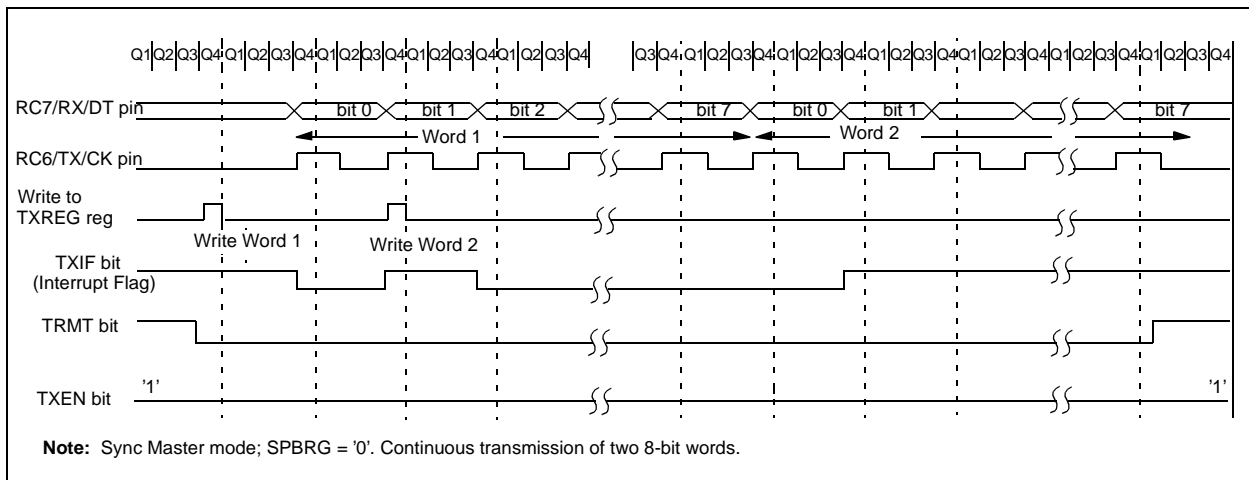 Q1 Q2 Q3 Q4 Q1 Q2 Q3 Q4 Q1 Q2 Q3 Q4 Q1 Q2 Q3 Q4 Q1 Q2 Q3 Q4 Q3 Q4 Q1 Q2 Q3 Q4 Q1 Q2 Q3 Q4 Q1 Q2 Q3 Q4 Q1 Q2 Q3 Q4 Q1 Q2 Q3 Q4 Q1 Q2 Q3 Q4
RC7/RX/DT pin bit 0 bit 1 bit 2 bit 7 bit 0 bit 1 bit 7
Word 1 Word 2
RC6/TX/CK pin
Write to
TXREG reg
Write Word 1 Write Word 2
TXIF bit
(Interrupt Flag)
TRMT bit
'1' '1'
TXEN bit
Note: Sync Master mode; SPBRG = '0'. Continuous transmission of two 8-bit words.